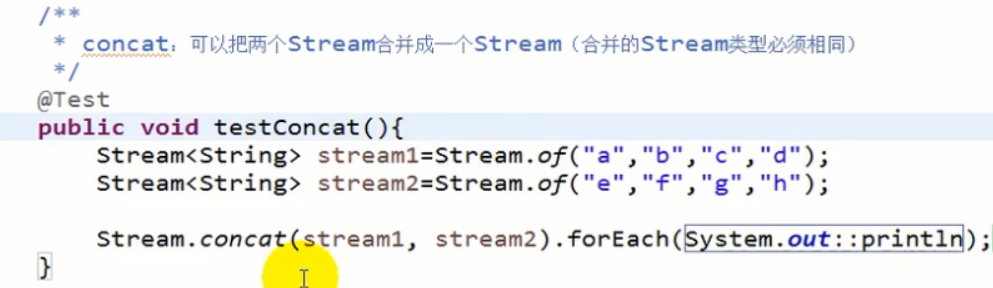 /**
 * concat：可以把两个Stream合并成一个Stream（合并的Stream类型必须相同）
 */
@Test
public void testConcat(){
    Stream<String> stream1=Stream.of("a","b","c","d");
    Stream<String> stream2=Stream.of("e","f","g","h");
    Stream.concat(stream1, stream2).forEach(System.out::println);
}